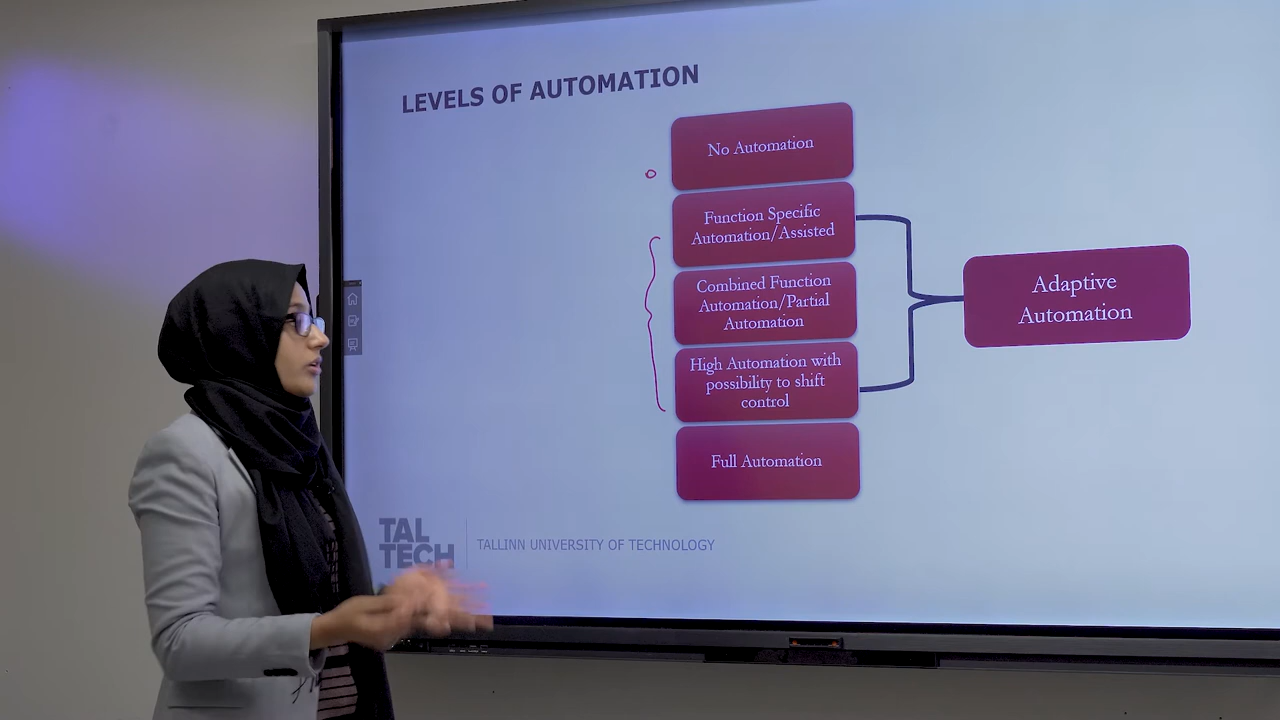 LEVELS OF AUTOMATION
No Automation
Function Specific
Automation/Assisted
Combined Function
Automation/Partial
Automation
High Automation with
possibility to shift
control
Full Automation
Adaptive
Automation
TAL
TECH
TALLINN UNIVERSITY OF TECHNOLOGY